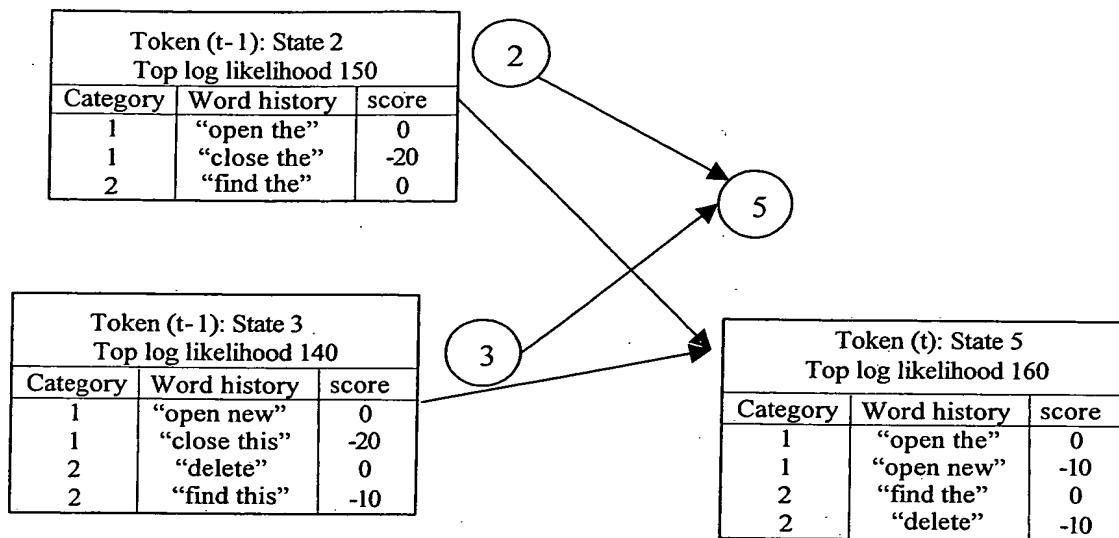 Token (t-1): State 2
Top log likelihood 150
Category Word history score
1 “open the” 0
1 “close the” -20
2 “find the” 0
2
5
Token (t-1): State 3
Top log likelihood 140
Category Word history score
1 “open new” 0
1 “close this” -20
2 “delete” 0
2 “find this” -10
3
Token (t): State 5
Top log likelihood 160
Category Word history score
1 “open the” 0
1 “open new” -10
2 “find the” 0
2 “delete” -10